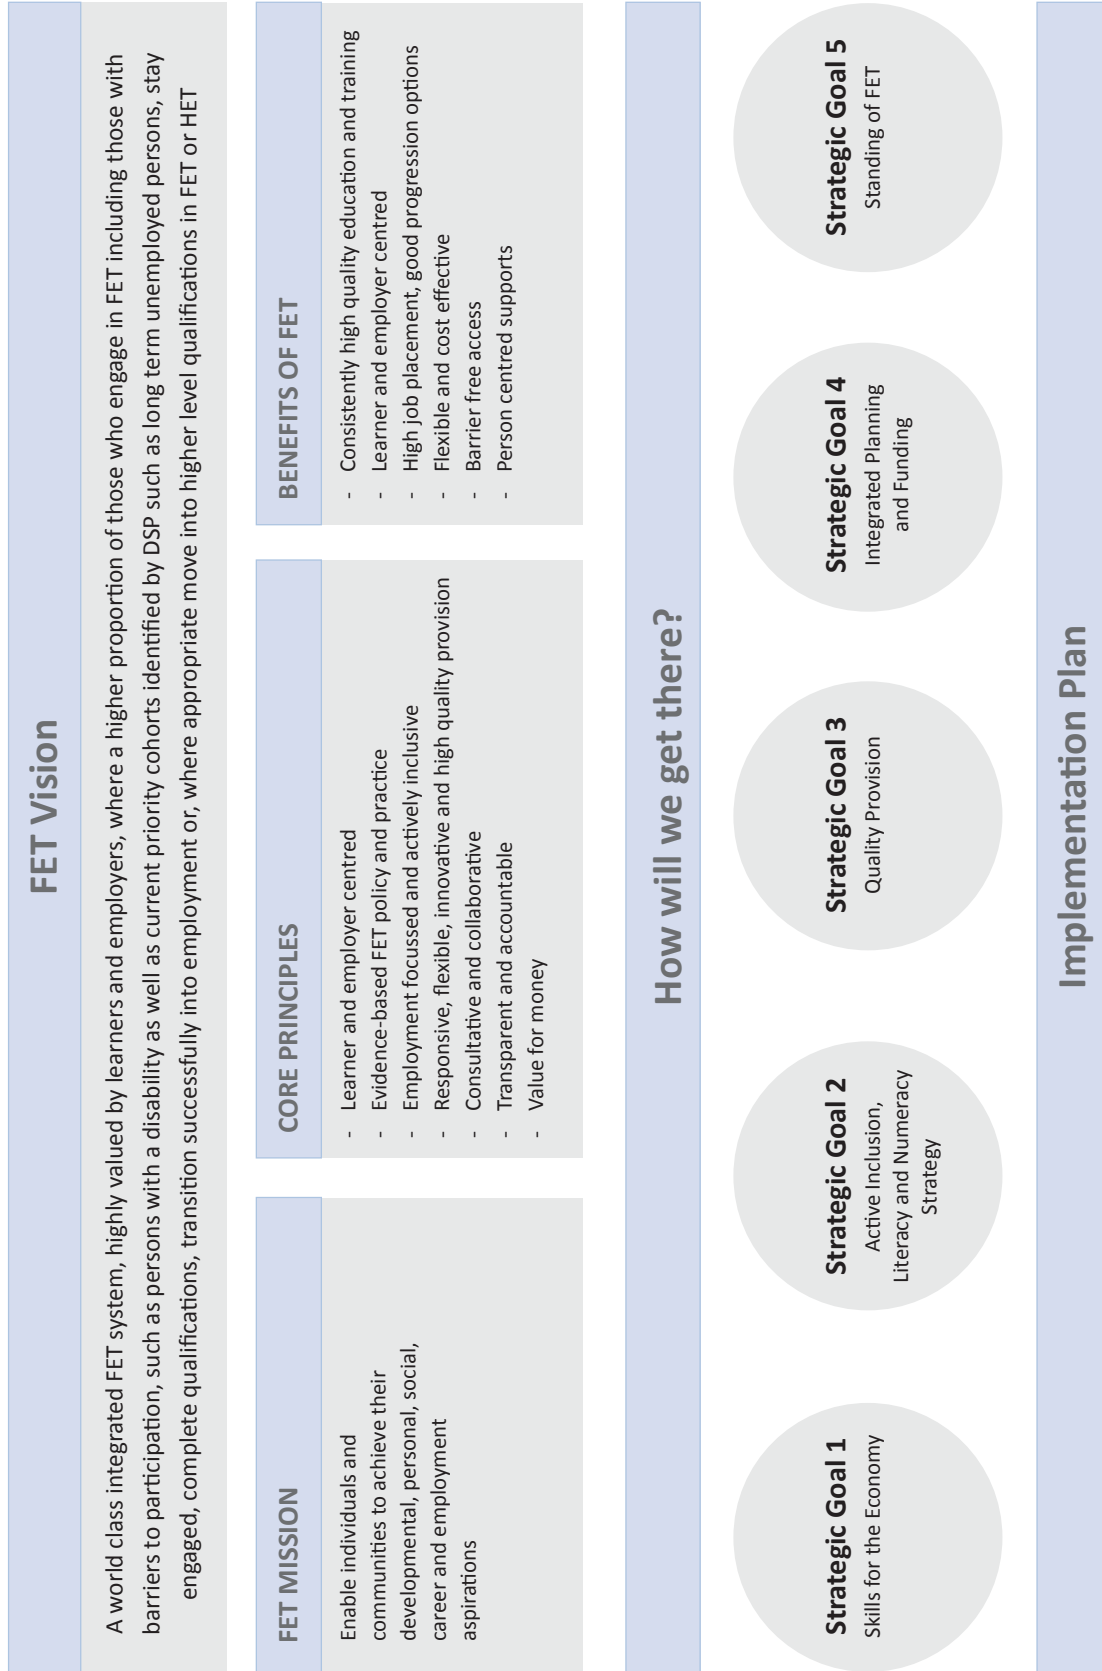 FET Vision
A world class integrated FET system, highly valued by learners and employers, where a higher proportion of those who engage in FET including those with
barriers to participation, such as persons with a disability as well as current priority cohorts identified by DSP such as long term unemployed persons, stay
engaged, complete qualifications, transition successfully into employment or, where appropriate move into higher level qualifications in FET or HET
FET MISSION
Enable individuals and
communities to achieve their
developmental, personal, social,
career and employment
aspirations
CORE PRINCIPLES
- Learner and employer centred
- Evidence-based FET policy and practice
- Employment focussed and actively inclusive
- Responsive, flexible, innovative and high quality provision
- Consultative and collaborative
- Transparent and accountable
- Value for money
BENEFITS OF FET
- Consistently high quality education and training
- Learner and employer centred
- High job placement, good progression options
- Flexible and cost effective
- Barrier free access
- Person centred supports
How will we get there?
Strategic Goal 1
Skills for the Economy
Strategic Goal 2
Active Inclusion,
Literacy and Numeracy
Strategy
Strategic Goal 3
Quality Provision
Strategic Goal 4
Integrated Planning
and Funding
Strategic Goal 5
Standing of FET
Implementation Plan